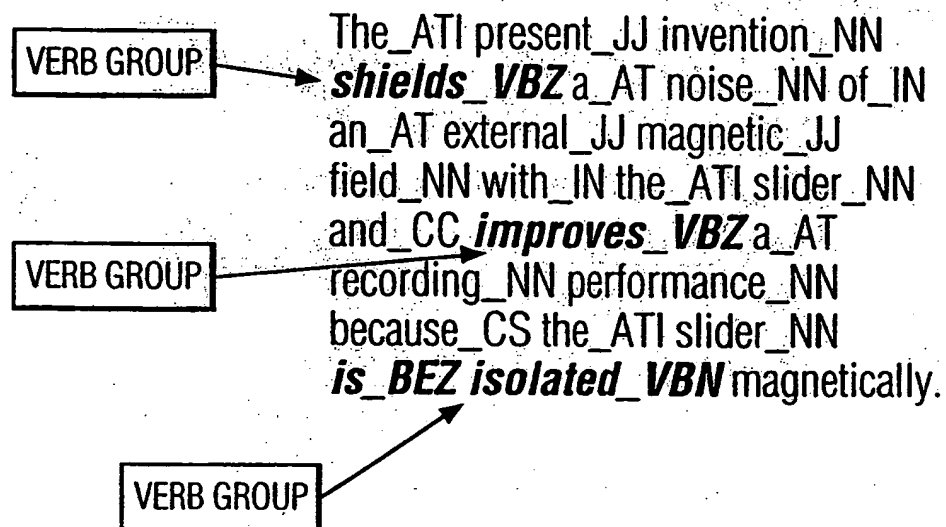 VERB GROUP
The_ATI present_JJ invention_NN
shields_VBZ a_AT noise_NN of_IN
an_AT external_JJ magnetic_JJ
field_NN with_IN the_ATI slider_NN
and_CC improves_VBZ a_AT
VERB GROUP
recording_NN performance_NN
because_CS the_ATI slider_NN
is_BEZ isolated_VBN magnetically.
VERB GROUP